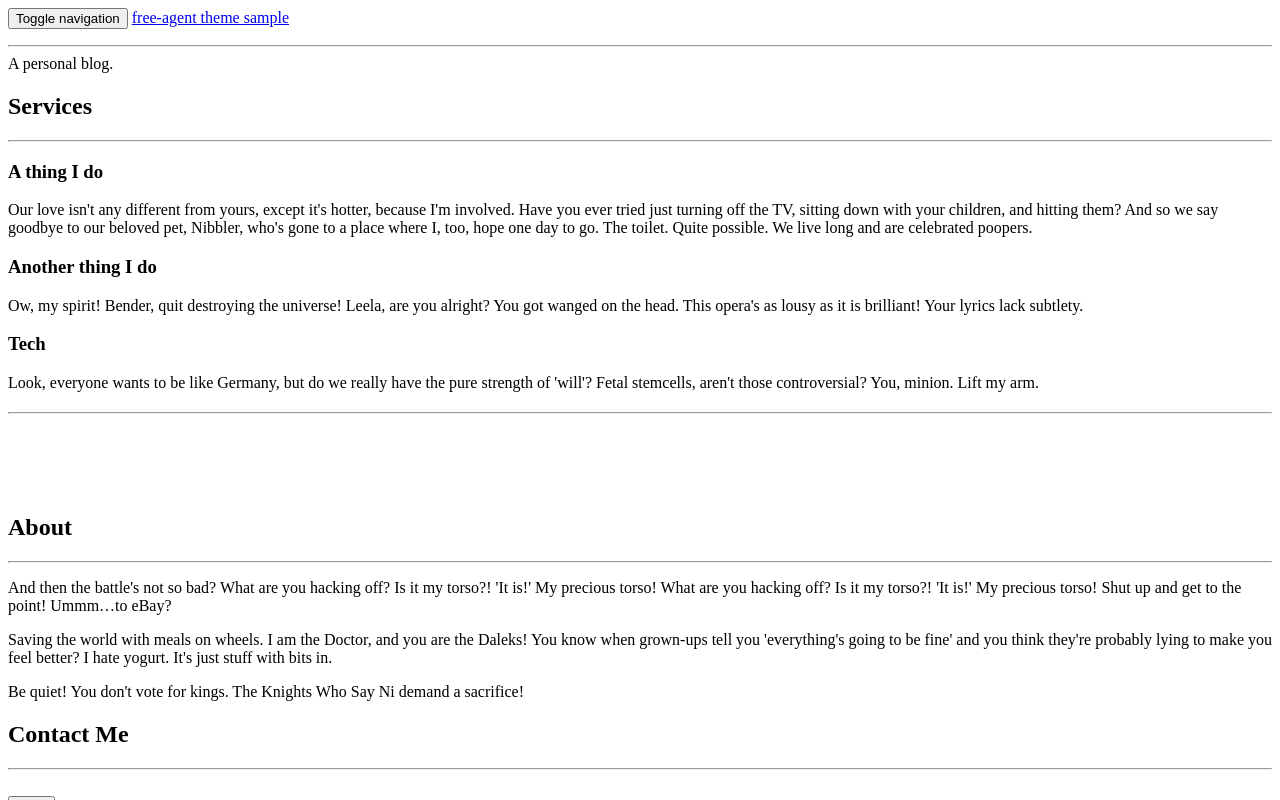 Toggle navigation free-agent theme sample
A personal blog.
Services
A thing I do
Our love isn't any different from yours, except it's hotter, because I'm involved. Have you ever tried just turning off the TV, sitting down with your children, and hitting them? And so we say
goodbye to our beloved pet, Nibbler, who's gone to a place where I, too, hope one day to go. The toilet. Quite possible. We live long and are celebrated poopers.
Another thing I do
Ow, my spirit! Bender, quit destroying the universe! Leela, are you alright? You got wanged on the head. This opera's as lousy as it is brilliant! Your lyrics lack subtlety.
Tech
Look, everyone wants to be like Germany, but do we really have the pure strength of 'will'? Fetal stemcells, aren't those controversial? You, minion. Lift my arm.
About
And then the battle's not so bad? What are you hacking off? Is it my torso?! 'It is!' My precious torso! What are you hacking off? Is it my torso?! 'It is!' My precious torso! Shut up and get to the
point! Ummm…to eBay?
Saving the world with meals on wheels. I am the Doctor, and you are the Daleks! You know when grown-ups tell you 'everything's going to be fine' and you think they're probably lying to make you
feel better? I hate yogurt. It's just stuff with bits in.
Be quiet! You don't vote for kings. The Knights Who Say Ni demand a sacrifice!
Contact Me